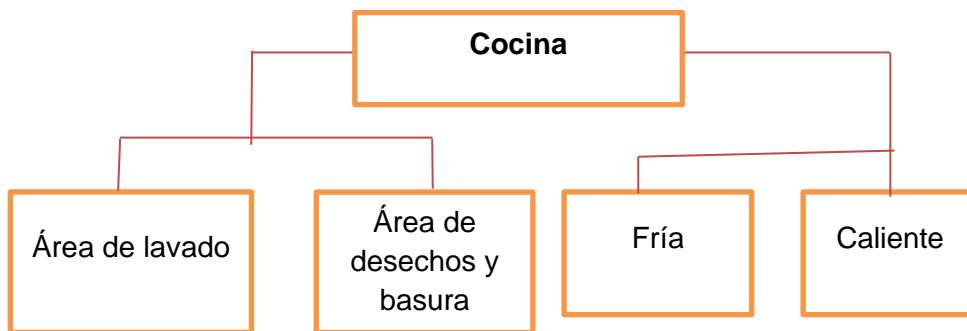 Cocina
Área de lavado
Área de
desechos y
basura
Fría
Caliente